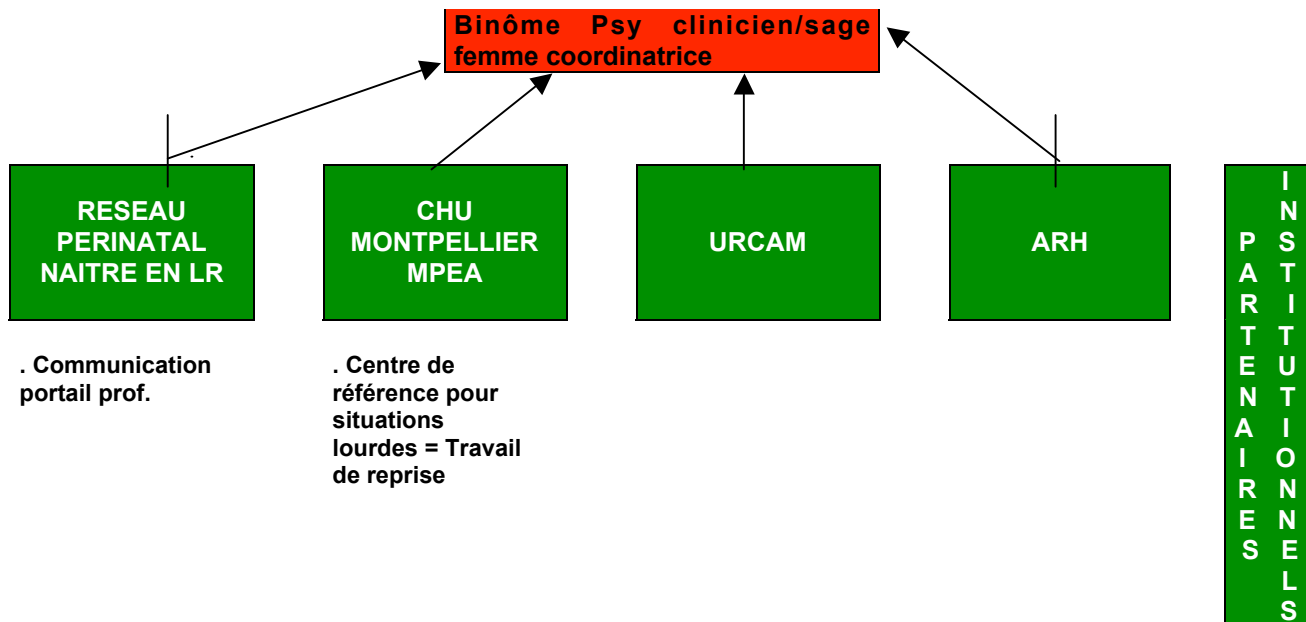 Binôme Psy clinicien/sage
femme coordinatrice
RESEAU
PERINATAL
NAITRE EN LR
CHU
MONTPELLIER
MPEA
URCAM
ARH
PARTENAIRES
INSTITUTIONNELS
. Communication
portail prof.
. Centre de
référence pour
situations
lourdes = Travail
de reprise